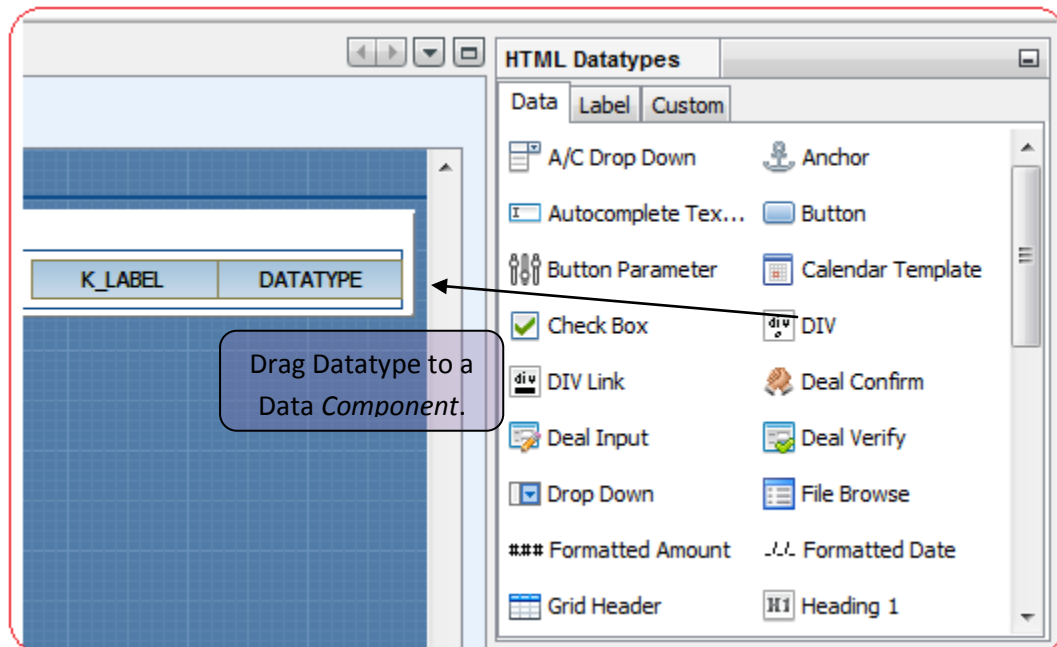 HTML Datatypes
Data Label Custom
A/C Drop Down Anchor
Autocomplete Tex... Button
Button Parameter Calendar Template
Check Box DIV
DIV Link Deal Confirm
Deal Input Deal Verify
Drop Down File Browse
### Formatted Amount -/-/- Formatted Date
Grid Header H1 Heading 1
K_LABEL DATATYPE
Drag Datatype to a
Data Component.